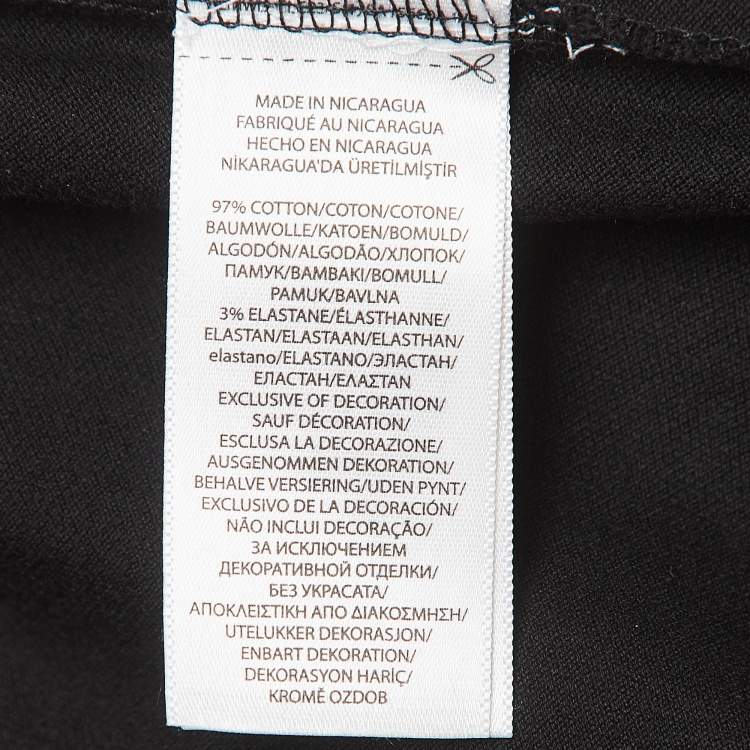 MADE IN NICARAGUA
FABRIQUÉ AU NICARAGUA
HECHO EN NICARAGUA
NİKARAGUA'DA ÜRETİLMİŞTİR
97% COTTON/COTON/COTONE/
BAUMWOLLE/KATOEN/BOMULD/
ALGODÓN/ALGODÃO/ХЛОПОК/
ПАМУК/ΒΑΜΒΑΚΙ/BOMULL/
PAMUK/BAVLNA
3% ELASTANE/ÉLASTHANNE/
ELASTAN/ELASTAAN/ELASTHAN/
elastano/ELASTANO/ЭЛАСТАН/
ЕЛАСТАН/ΕΛΑΣΤΑΝ
EXCLUSIVE OF DECORATION/
SAUF DÉCORATION/
ESCLUSA LA DECORAZIONE/
AUSGENOMMEN DEKORATION/
BEHALVE VERSIERING/UDEN PYNT/
EXCLUSIVO DE LA DECORACIÓN/
NÃO INCLUI DECORAÇÃO/
ЗА ИСКЛЮЧЕНИЕМ
ДЕКОРАТИВНОЙ ОТДЕЛКИ/
БЕЗ УКРАСАТА/
ΑΠΟΚΛΕΙΣΤΙΚΗ ΑΠΟ ΔΙΑΚΟΣΜΗΣΗ/
UTELUKKER DEKORASJON/
ENBART DEKORATION/
DEKORASYON HARİÇ/
KROMĚ OZDOB